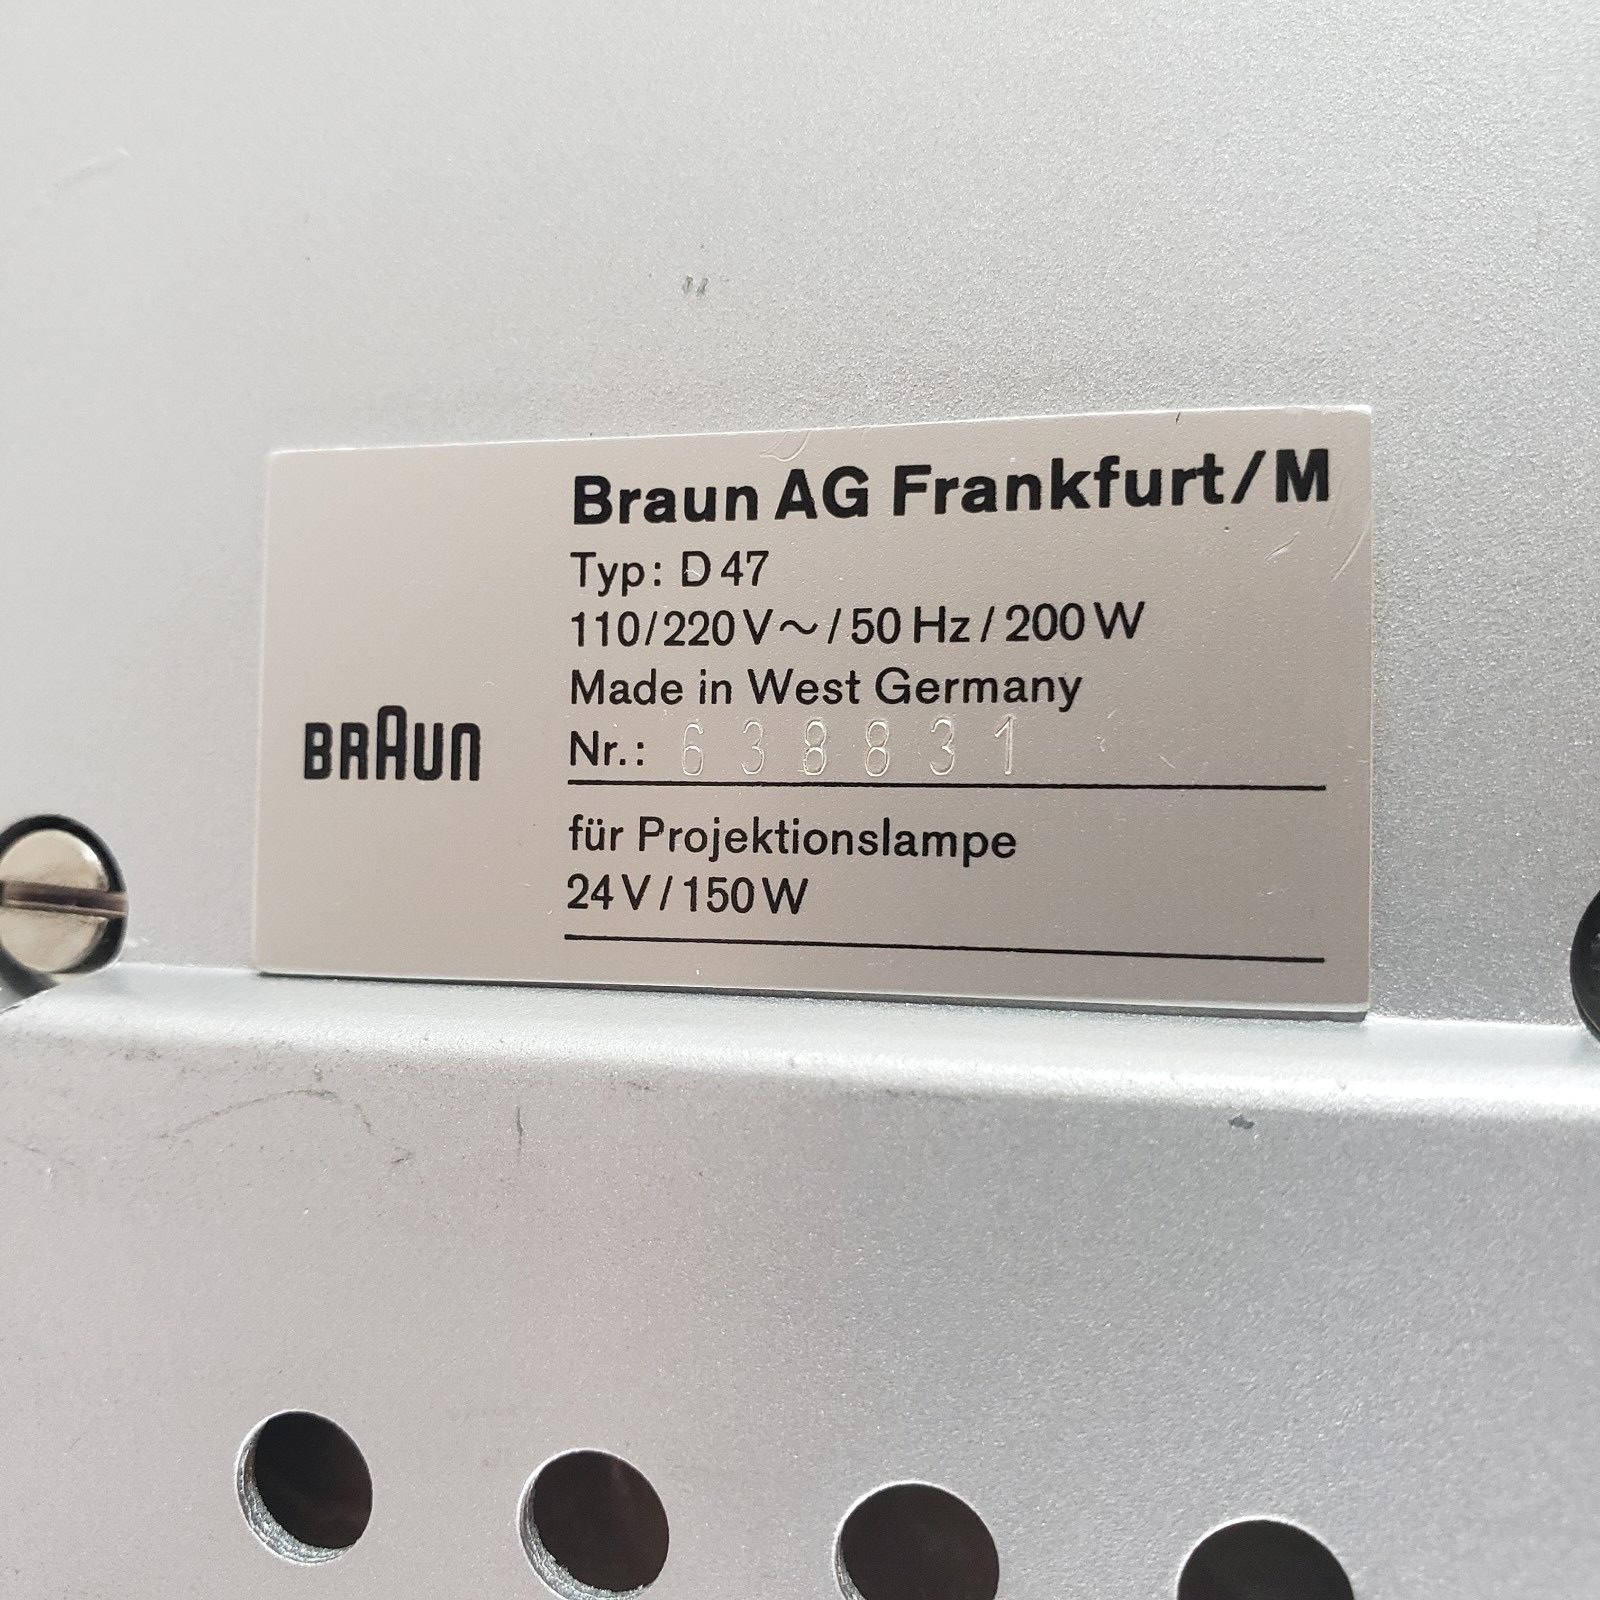 Braun AG Frankfurt/M
Typ: D 47
110/220 V~/50 Hz/200 W
Made in West Germany
Nr.: 638831
BRAUN
für Projektionslampe
24 V/150 W